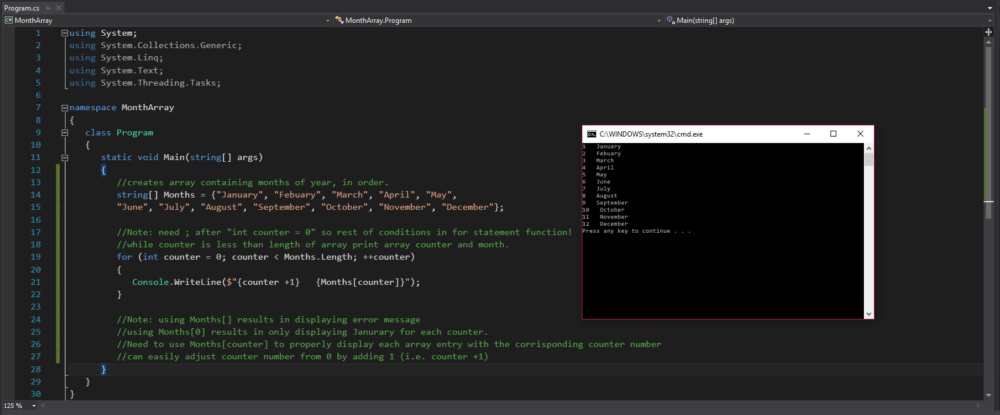 Program.cs
MonthArray
MonthArray.Program
Main(string[] args)
1 using System;
2 using System.Collections.Generic;
3 using System.Linq;
4 using System.Text;
5 using System.Threading.Tasks;
6
7 namespace MonthArray
8 {
9 class Program
10 {
11 static void Main(string[] args)
12 {
13 //creates array containing months of year, in order.
14 string[] Months = {"January", "Febuary", "March", "April", "May",
15 "June", "July", "August", "September", "October", "November", "December"};
16
17 //Note: need ; after "int counter = 0" so rest of conditions in for statement function!
18 //while counter is less than length of array print array counter and month.
19 for (int counter = 0; counter < Months.Length; ++counter)
20 {
21 Console.WriteLine($"{counter +1}   {Months[counter]}");
22 }
23
24 //Note: using Months[] results in displaying error message
25 //using Months[0] results in only displaying Janurary for each counter.
26 //Need to use Months[counter] to properly display each array entry with the corrisponding counter number
27 //can easily adjust counter number from 0 by adding 1 (i.e. counter +1)
28 }
29 }
30 }
125 %
C:\WINDOWS\system32\cmd.exe
1   January
2   Febuary
3   March
4   April
5   May
6   June
7   July
8   August
9   September
10   October
11   November
12   December
Press any key to continue . . .